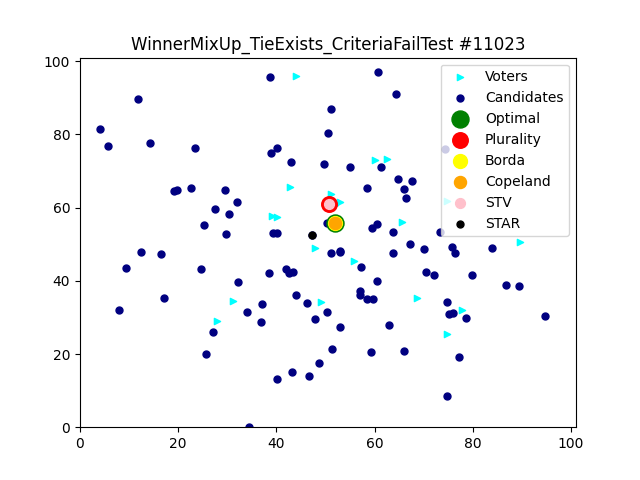 WinnerMixUp_TieExists_CriteriaFailTest #11023
100
80
60
40
20
0
0
20
40
60
80
100
Voters
Candidates
Optimal
Plurality
Borda
Copeland
STV
STAR